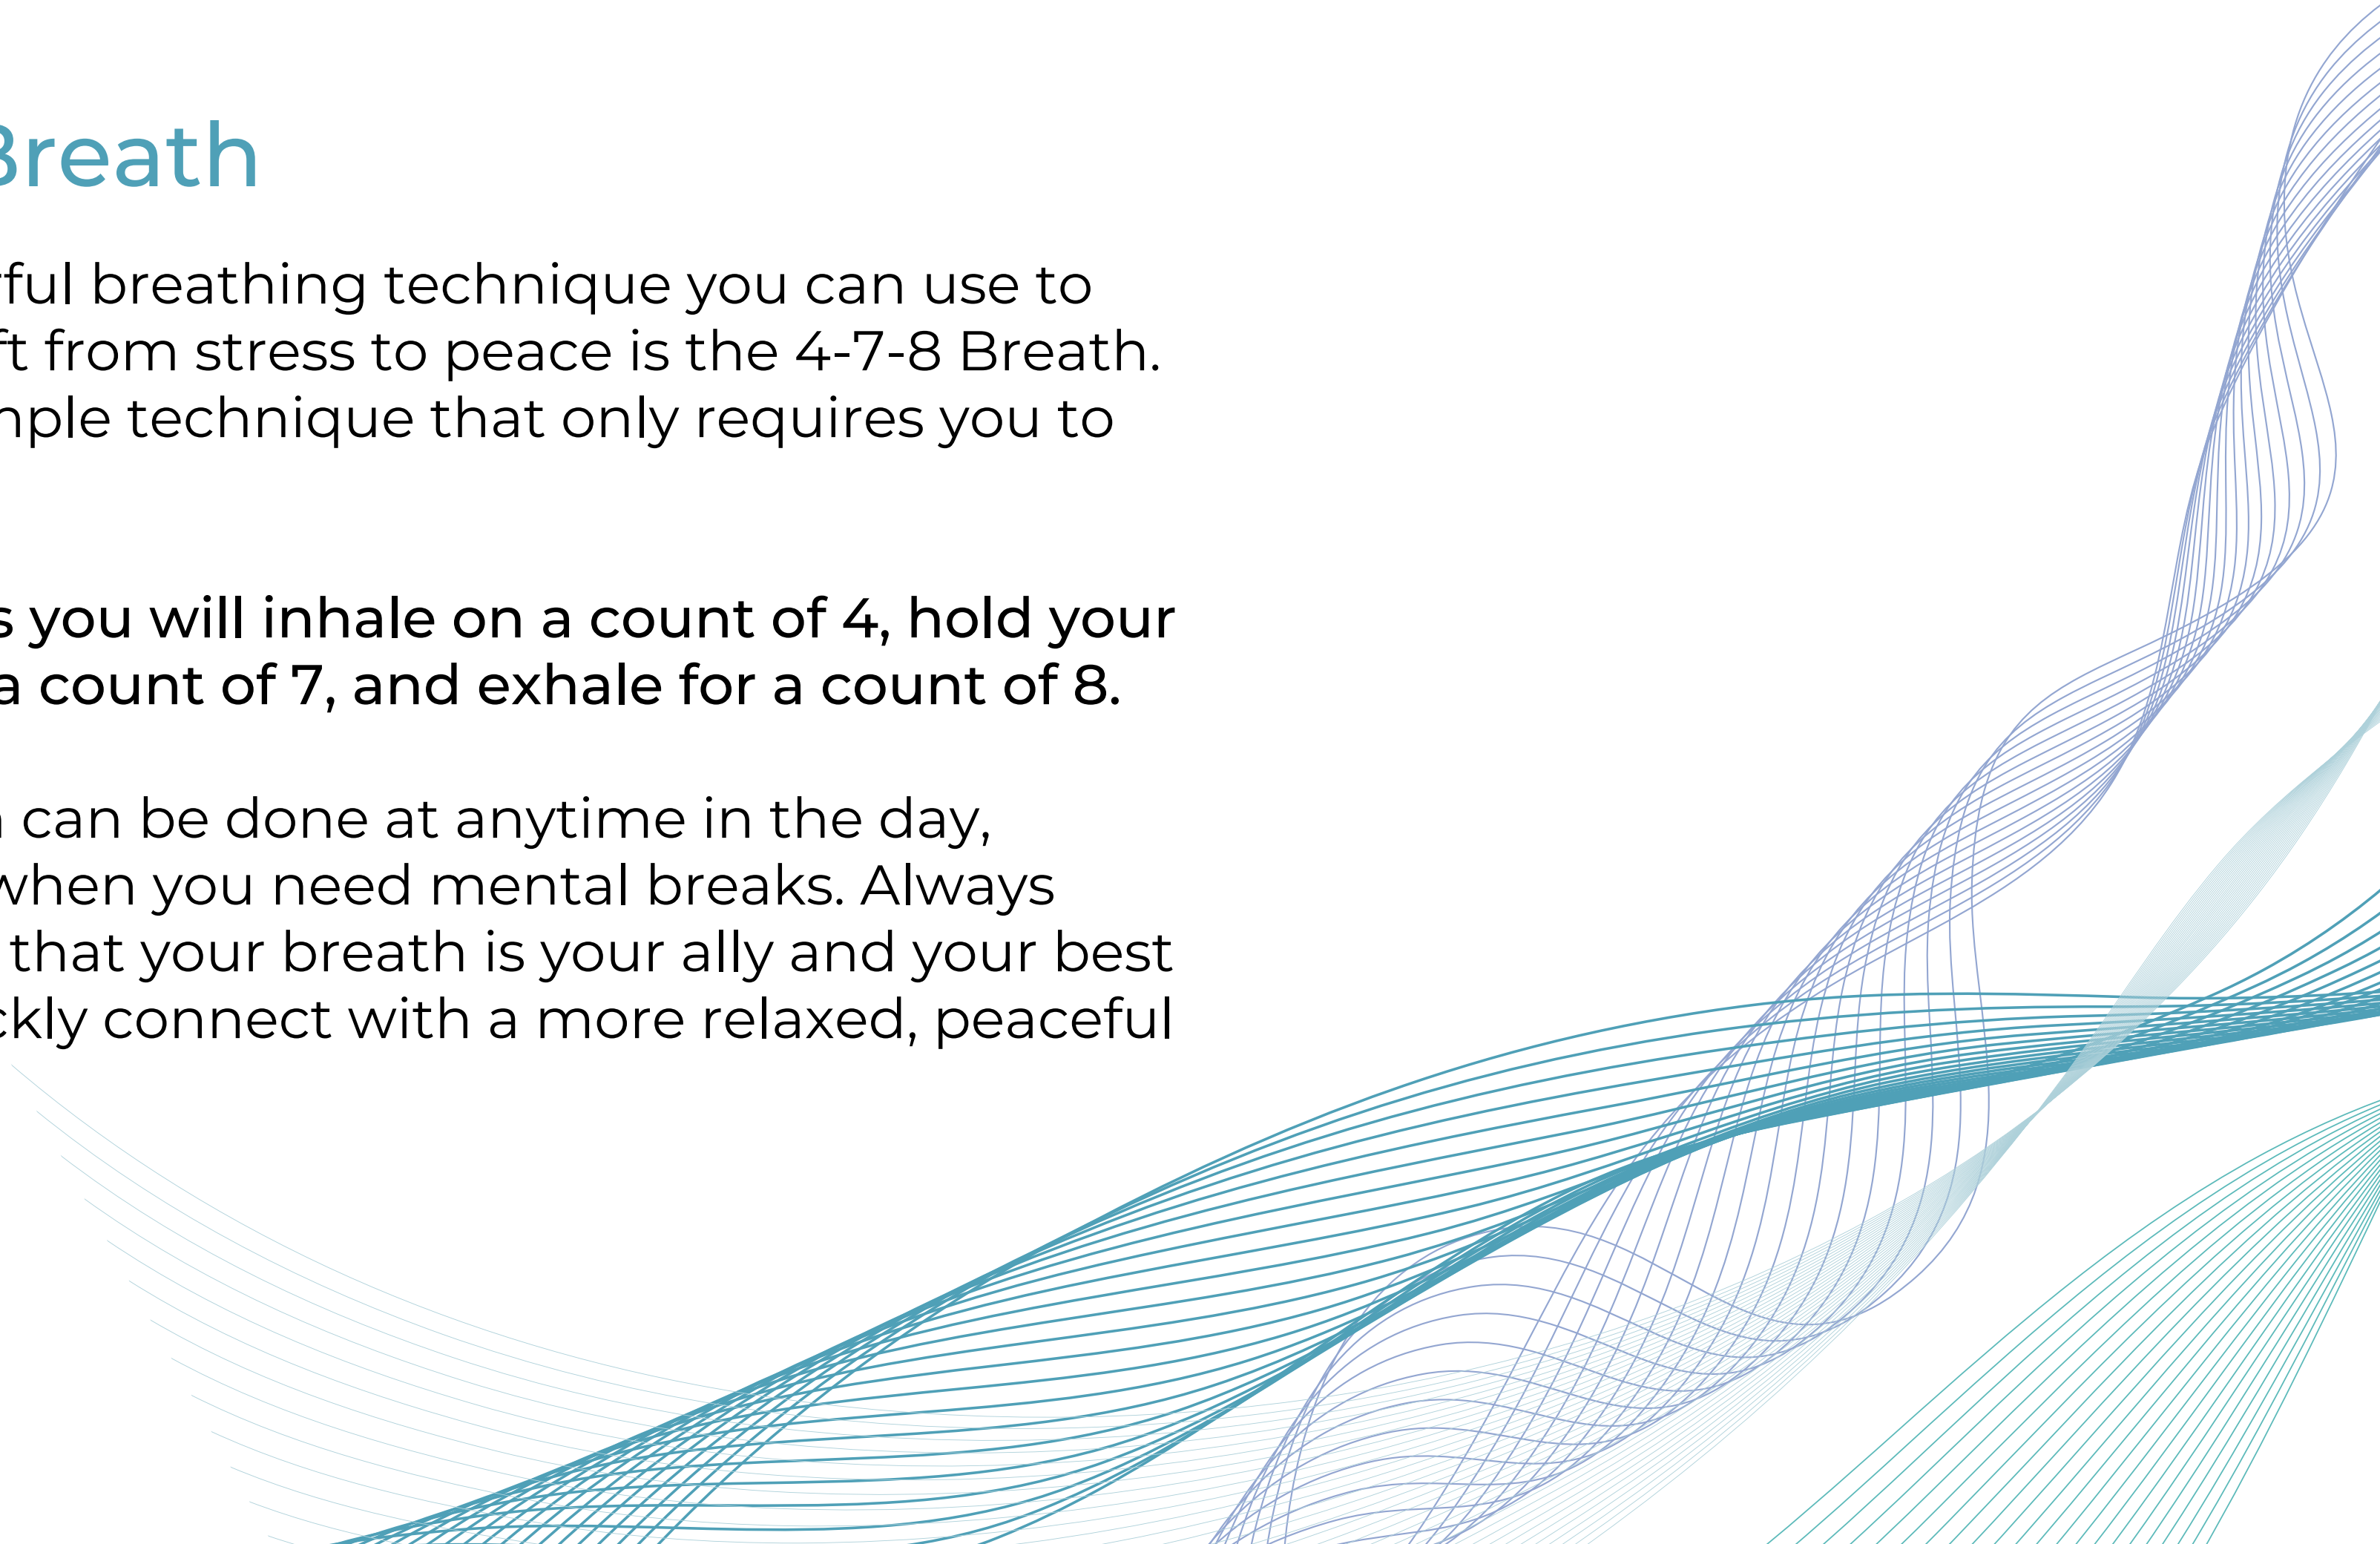 Breath
ful breathing technique you can use to
ft from stress to peace is the 4-7-8 Breath.
ple technique that only requires you to
s you will inhale on a count of 4, hold your
a count of 7, and exhale for a count of 8.
can be done at anytime in the day,
when you need mental breaks. Always
that your breath is your ally and your best
ckly connect with a more relaxed, peaceful